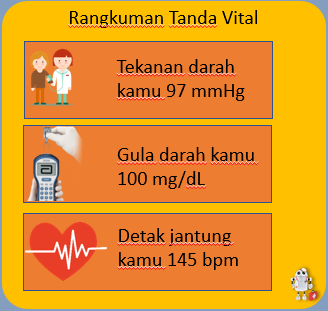 Rangkuman Tanda Vital
Tekanan darah
kamu 97 mmHg
Gula darah kamu
100 mg/dL
Detak jantung
kamu 145 bpm